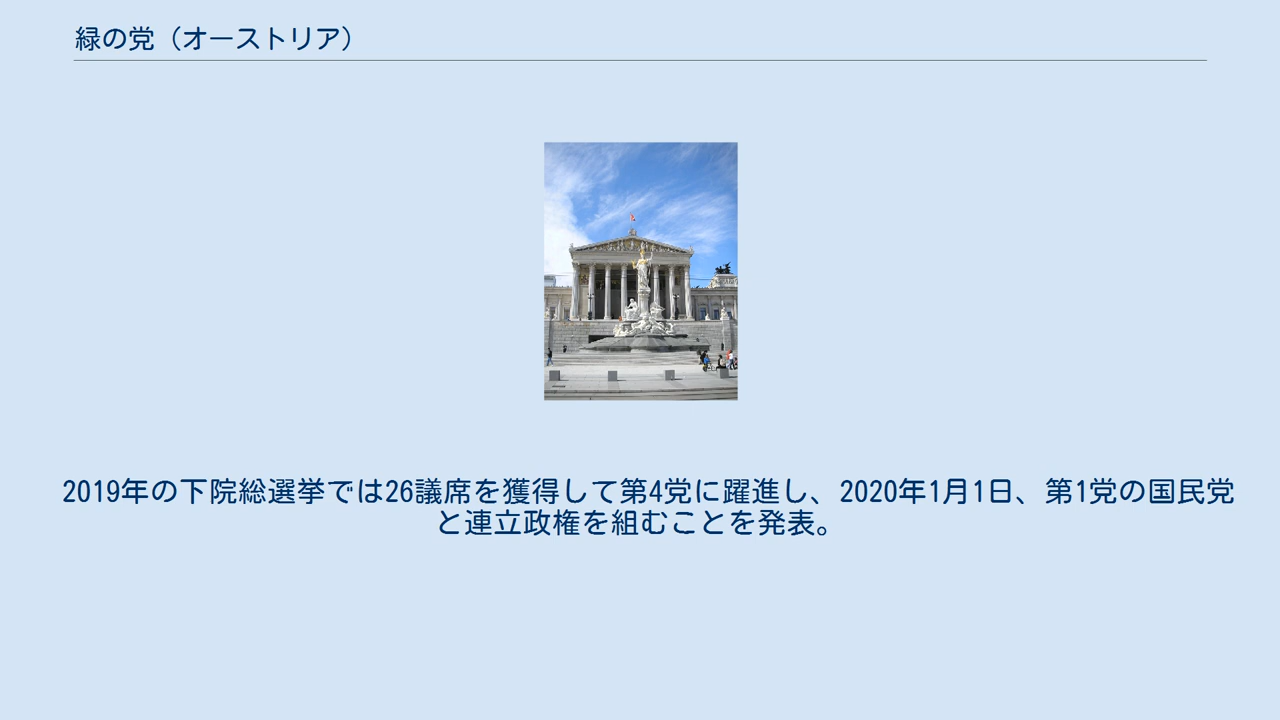 緑の党（オーストリア）
2019年の下院総選挙では26議席を獲得して第4党に躍進し、2020年1月1日、第1党の国民党
と連立政権を組むことを発表。